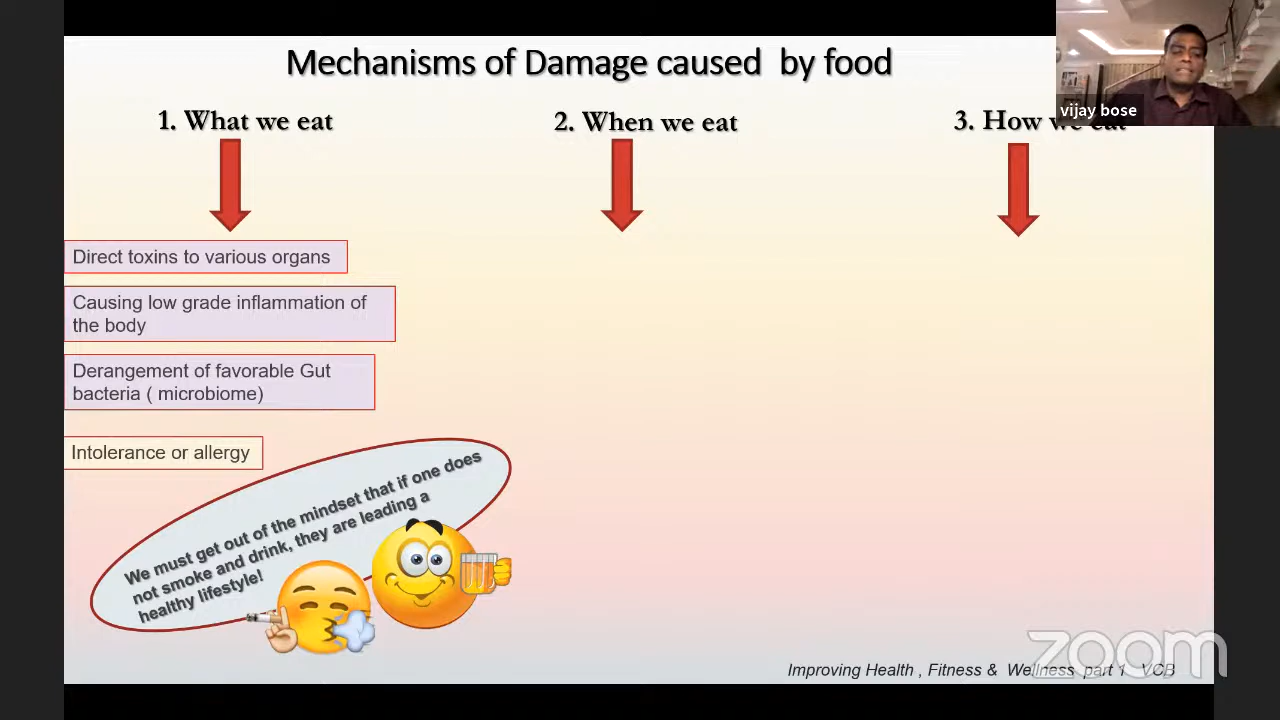 Mechanisms of Damage caused by food
vijay bose
1. What we eat
2. When we eat
3. How we eat
Direct toxins to various organs
Causing low grade inflammation of
the body
Derangement of favorable Gut
bacteria ( microbiome)
Intolerance or allergy
We must get out of the mindset that if one does
not smoke and drink, they are leading a
healthy lifestyle!
zoom
Improving Health , Fitness & Wellness part 1 VCB